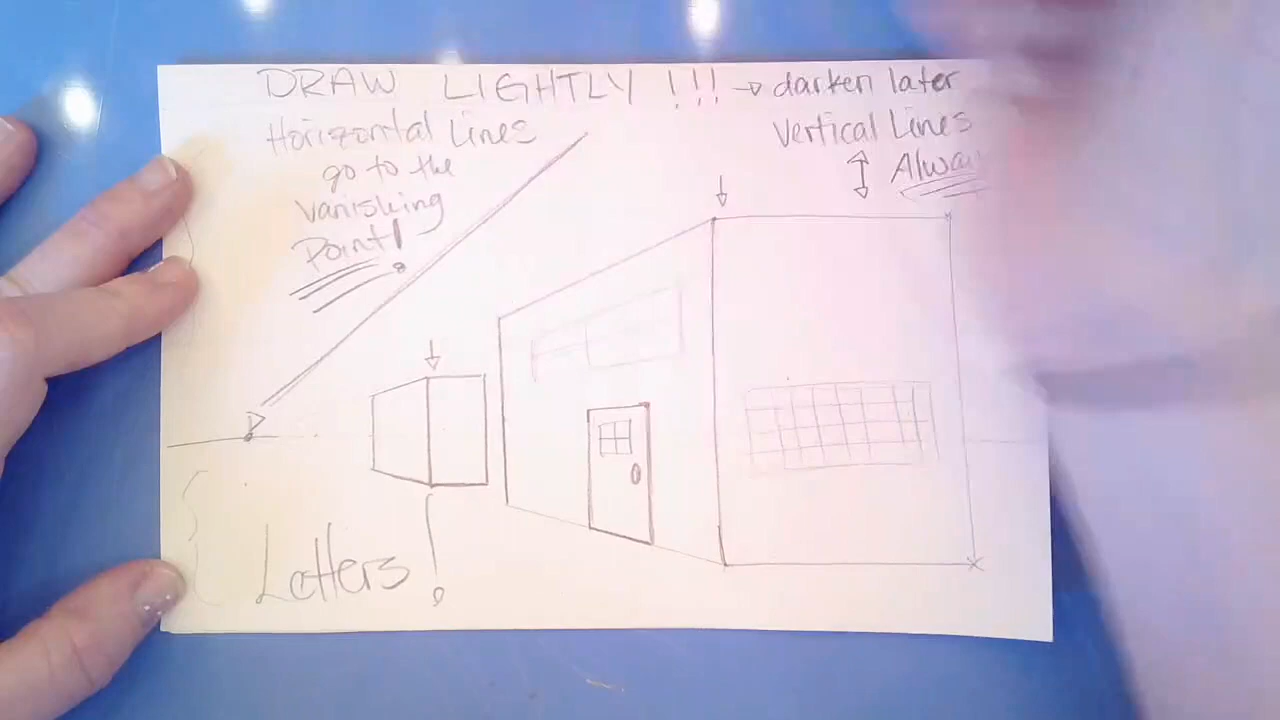 DRAW LIGHTLY !!! → darken later
Horizontal Lines
go to the
vanishing
Point!
Vertical Lines
Letters!